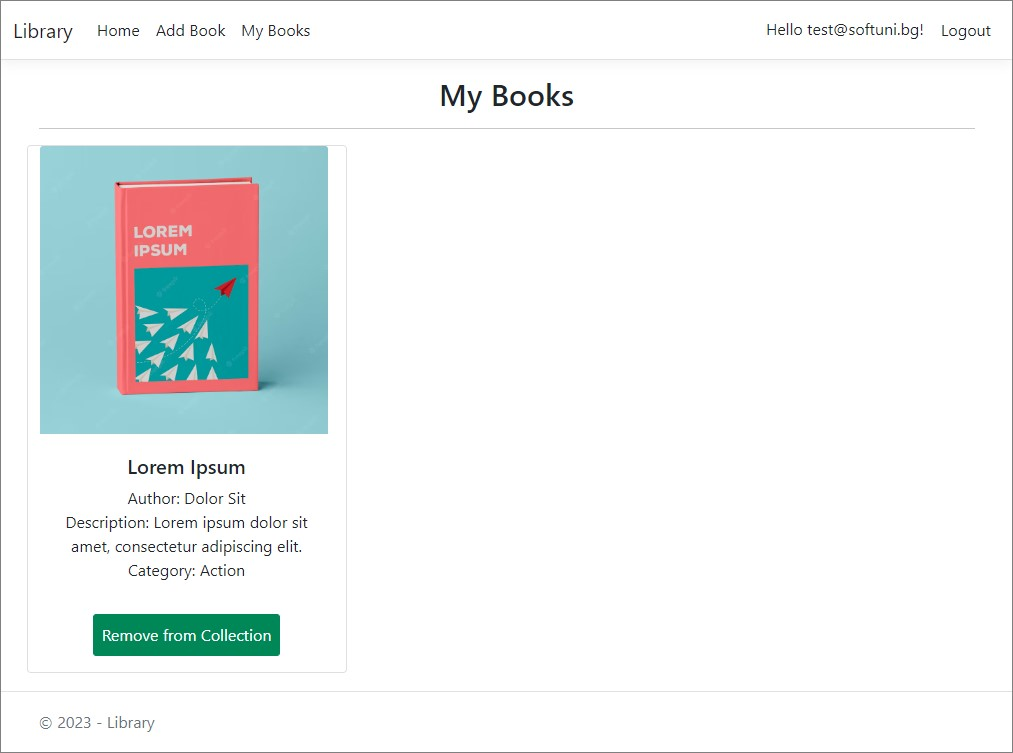 Library Home Add Book My Books Hello test@softuni.bg! Logout
My Books
LOREM
IPSUM
Lorem Ipsum
Author: Dolor Sit
Description: Lorem ipsum dolor sit
amet, consectetur adipiscing elit.
Category: Action
Remove from Collection
© 2023 - Library